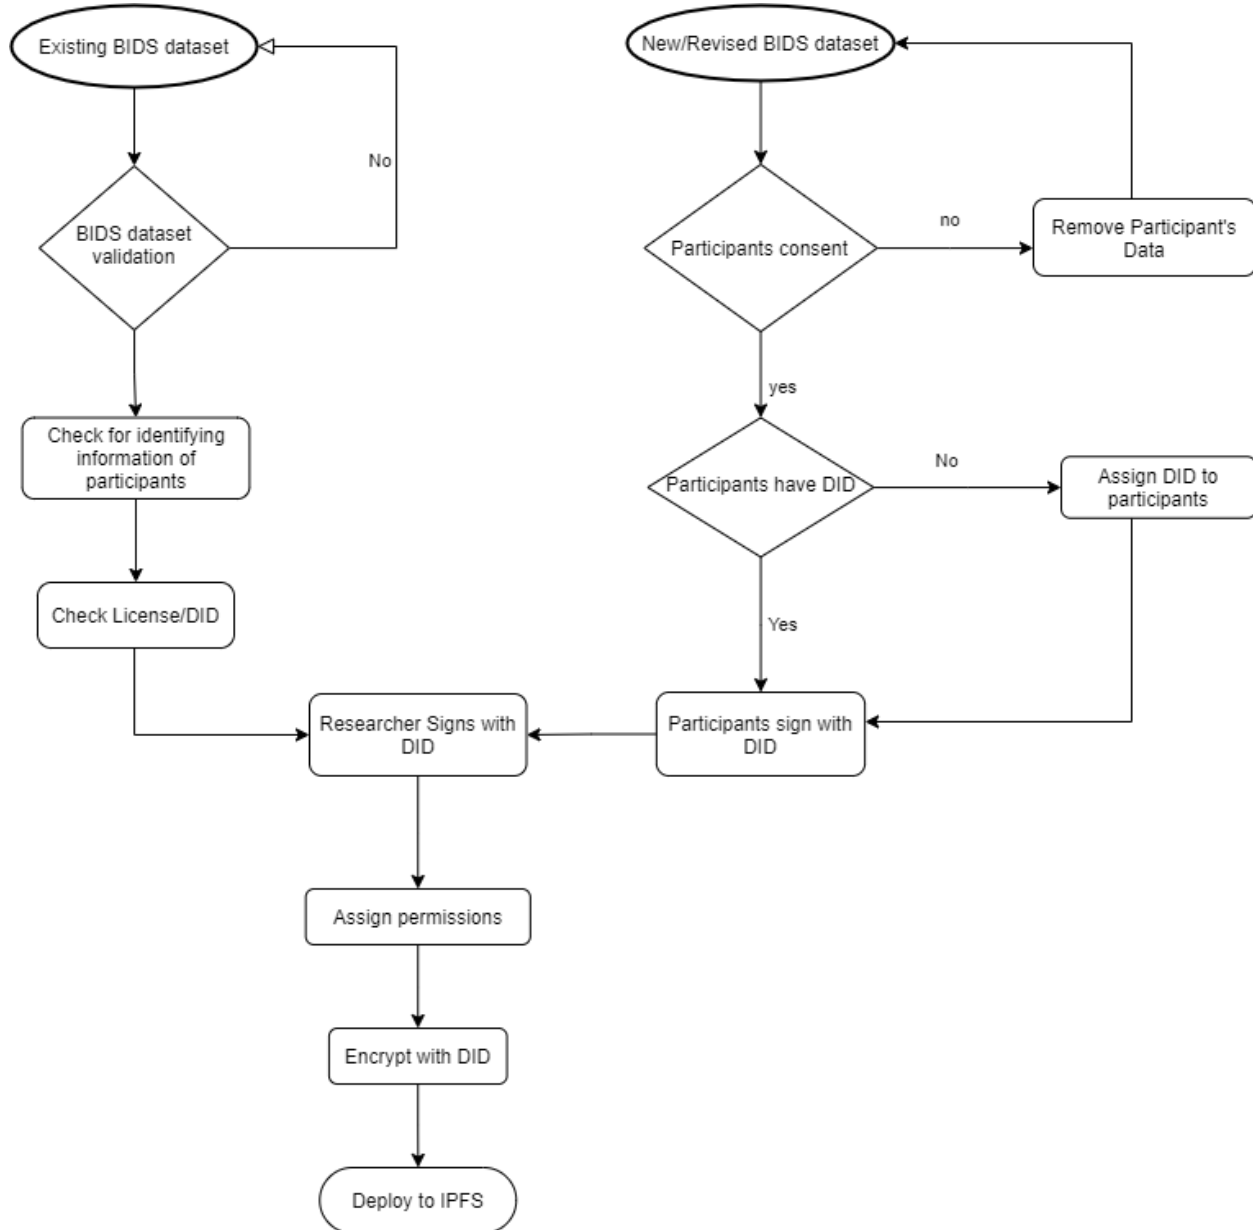 Existing BIDS dataset
No
BIDS dataset
validation
Check for identifying
information of
participants
Check License/DID
New/Revised BIDS dataset
Participants consent
no
Remove Participant's
Data
yes
Participants have DID
No
Assign DID to
participants
Yes
Participants sign with
DID
Researcher Signs with
DID
Assign permissions
Encrypt with DID
Deploy to IPFS